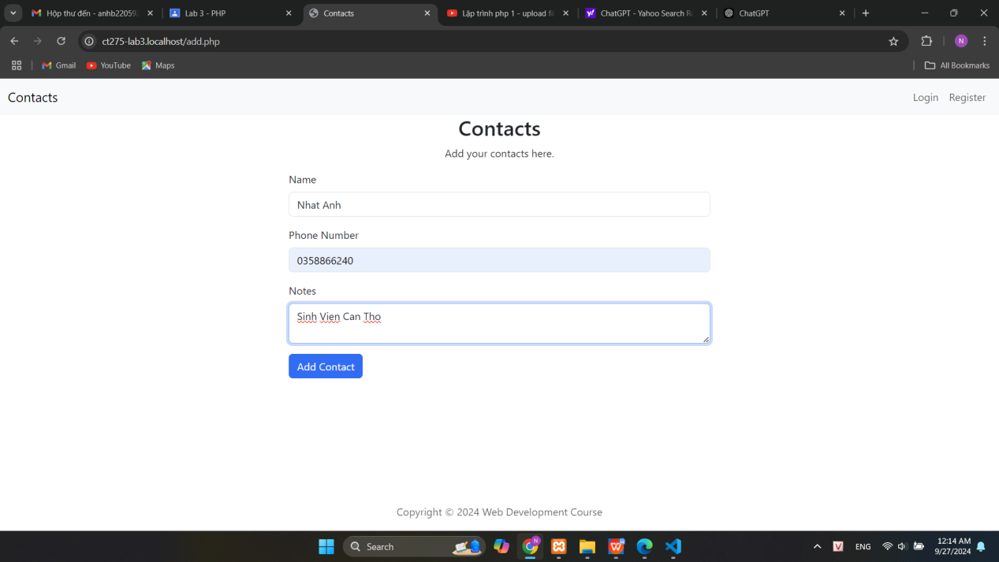 Hộp thư đến - anhb22059
Lab 3 - PHP
Contacts
Lập trình php 1 - upload fi
ChatGPT - Yahoo Search Re
ChatGPT
ct275-lab3.localhost/add.php
N
Gmail
YouTube
Maps
All Bookmarks
Contacts
Login
Register
Contacts
Add your contacts here.
Name
Nhat Anh
Phone Number
0358866240
Notes
Sinh Vien Can Tho
Add Contact
Copyright © 2024 Web Development Course
Search
N
V
ENG
12:14 AM
9/27/2024